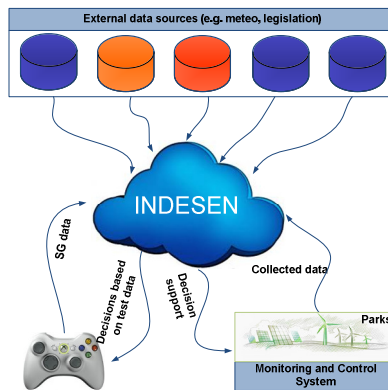 External data sources (e.g. meteo, legislation)
INDESEN
SG data
Decisions based
on test data
Decision
support
Collected data
Parks
Monitoring and Control
System